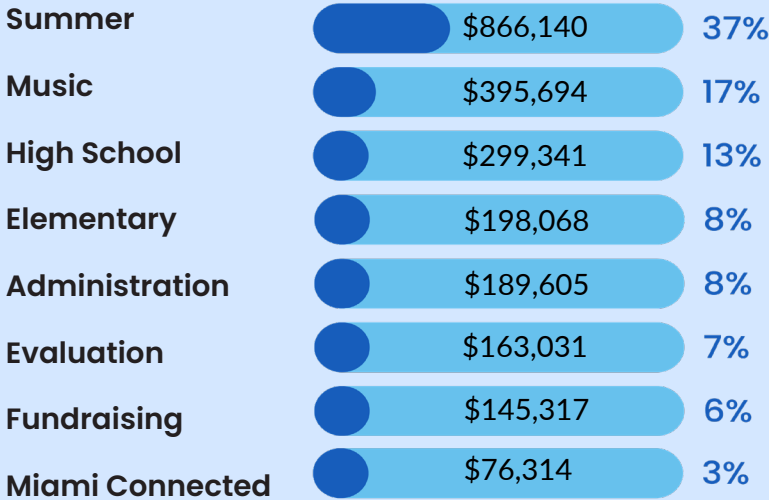 Summer $866,140 37%
Music $395,694 17%
High School $299,341 13%
Elementary $198,068 8%
Administration $189,605 8%
Evaluation $163,031 7%
Fundraising $145,317 6%
Miami Connected $76,314 3%